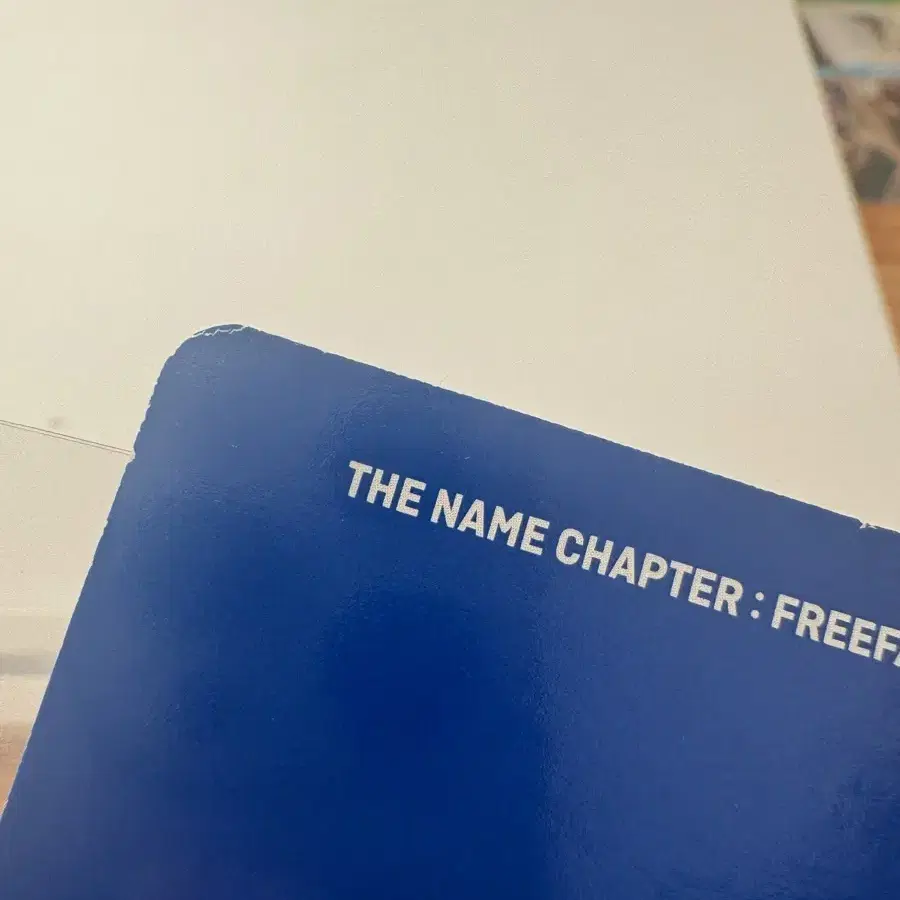 THE NAME CHAPTER : FREEF